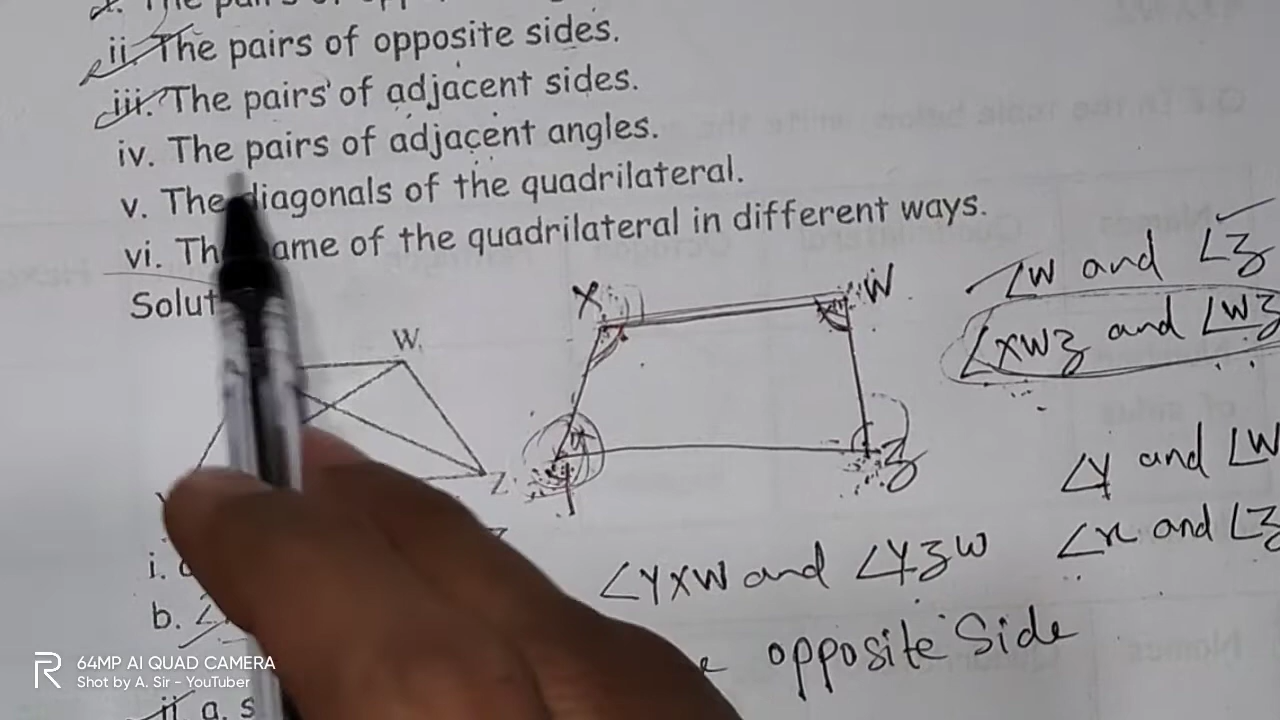 ii. The pairs of opposite sides.
iii. The pairs of adjacent sides.
iv. The pairs of adjacent angles.
v. The diagonals of the quadrilateral.
vi. The name of the quadrilateral in different ways.
Solut
W.
Z
X
W
Z
∠W and ∠Z
∠XWZ and ∠WZ
∠Y and ∠W
∠x and ∠Z
∠YXW and ∠YZW
opposite Side
i.
b. ∠
ii. a. s
64MP AI QUAD CAMERA
Shot by A. Sir - YouTuber